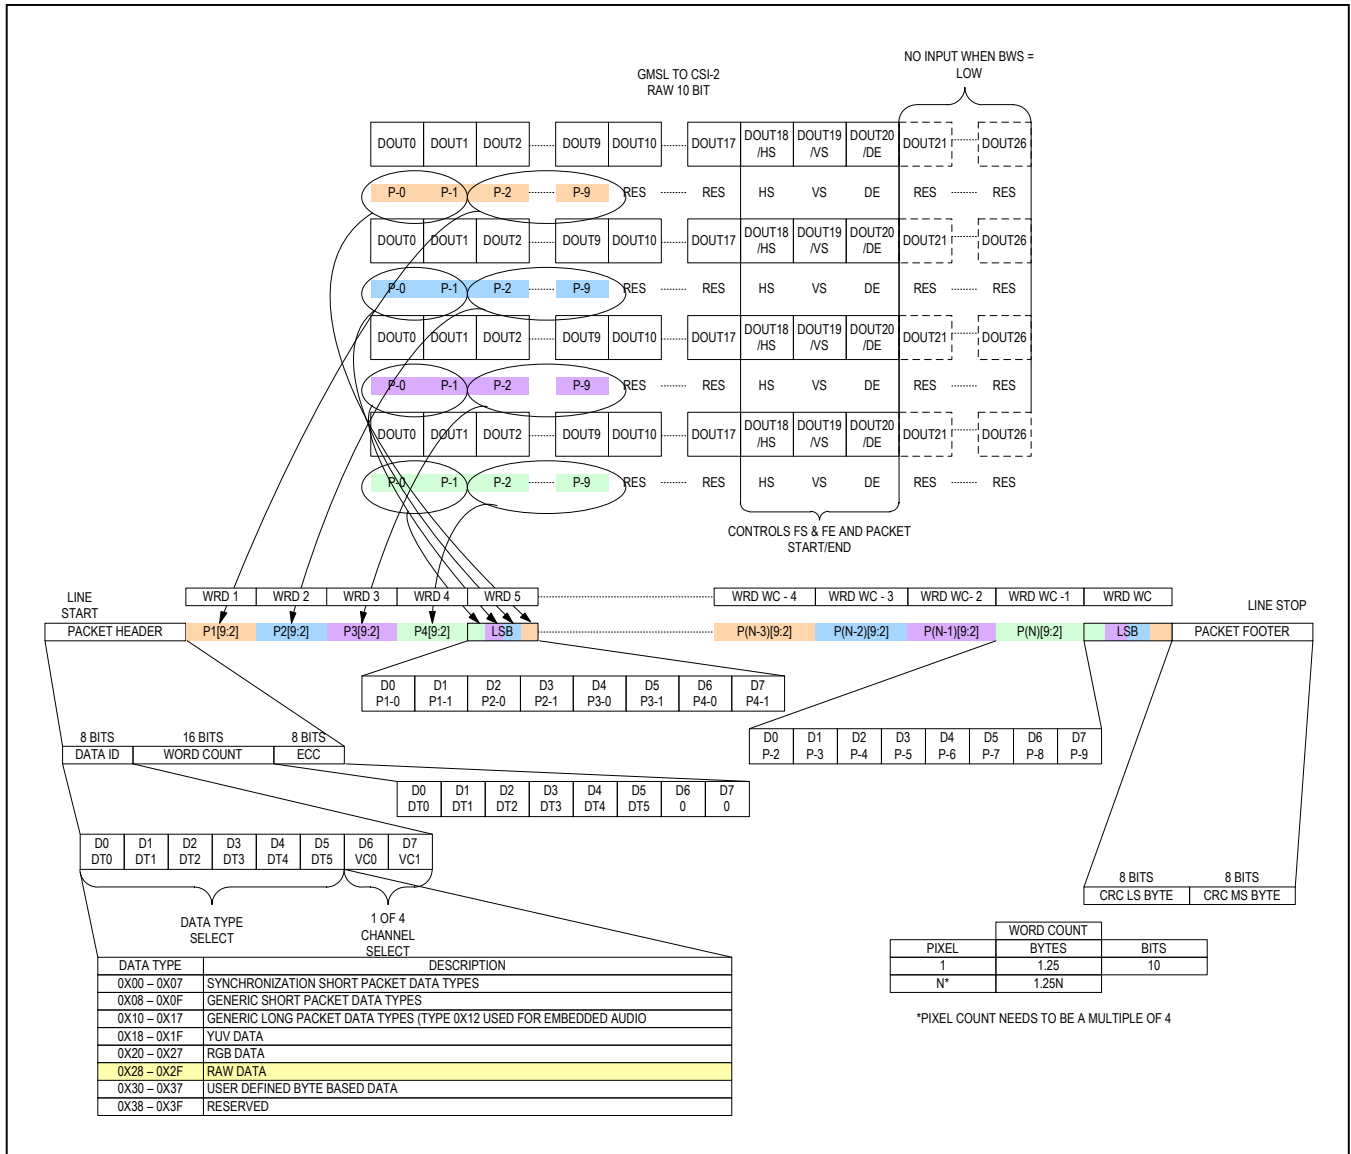 NO INPUT WHEN BWS =
LOW
GMSL TO CSI-2
RAW 10 BIT
DOUT0 DOUT1 DOUT2 DOUT9 DOUT10 DOUT17 DOUT18 /HS DOUT19 /VS DOUT20 /DE DOUT21 DOUT26
P-0 P-1 P-2 P-9 RES RES HS VS DE RES RES
DOUT0 DOUT1 DOUT2 DOUT9 DOUT10 DOUT17 DOUT18 /HS DOUT19 /VS DOUT20 /DE DOUT21 DOUT26
P-0 P-1 P-2 P-9 RES RES HS VS DE RES RES
DOUT0 DOUT1 DOUT2 DOUT9 DOUT10 DOUT17 DOUT18 /HS DOUT19 /VS DOUT20 /DE DOUT21 DOUT26
P-0 P-1 P-2 P-9 RES RES HS VS DE RES RES
DOUT0 DOUT1 DOUT2 DOUT9 DOUT10 DOUT17 DOUT18 /HS DOUT19 /VS DOUT20 /DE DOUT21 DOUT26
P-0 P-1 P-2 P-9 RES RES HS VS DE RES RES
CONTROLS FS & FE AND PACKET
START/END
LINE
START
WRD 1 WRD 2 WRD 3 WRD 4 WRD 5 WRD WC - 4 WRD WC - 3 WRD WC- 2 WRD WC -1 WRD WC
LINE STOP
PACKET HEADER P1[9:2] P2[9:2] P3[9:2] P4[9:2] LSB P(N-3)[9:2] P(N-2)[9:2] P(N-1)[9:2] P(N)[9:2] LSB PACKET FOOTER
D0 D1 D2 D3 D4 D5 D6 D7
P1-0 P1-1 P2-0 P2-1 P3-0 P3-1 P4-0 P4-1
D0 D1 D2 D3 D4 D5 D6 D7
P-2 P-3 P-4 P-5 P-6 P-7 P-8 P-9
8 BITS 16 BITS 8 BITS
DATA ID WORD COUNT ECC
D0 D1 D2 D3 D4 D5 D6 D7
DT0 DT1 DT2 DT3 DT4 DT5 0 0
D0 D1 D2 D3 D4 D5 D6 D7
DT0 DT1 DT2 DT3 DT4 DT5 VC0 VC1
8 BITS 8 BITS
CRC LS BYTE CRC MS BYTE
DATA TYPE
SELECT
1 OF 4
CHANNEL
SELECT
WORD COUNT
PIXEL BYTES BITS
1 1.25 10
N* 1.25N
*PIXEL COUNT NEEDS TO BE A MULTIPLE OF 4
DATA TYPE DESCRIPTION
0X00 – 0X07 SYNCHRONIZATION SHORT PACKET DATA TYPES
0X08 – 0X0F GENERIC SHORT PACKET DATA TYPES
0X10 – 0X17 GENERIC LONG PACKET DATA TYPES (TYPE 0X12 USED FOR EMBEDDED AUDIO
0X18 – 0X1F YUV DATA
0X20 – 0X27 RGB DATA
0X28 – 0X2F RAW DATA
0X30 – 0X37 USER DEFINED BYTE BASED DATA
0X38 – 0X3F RESERVED